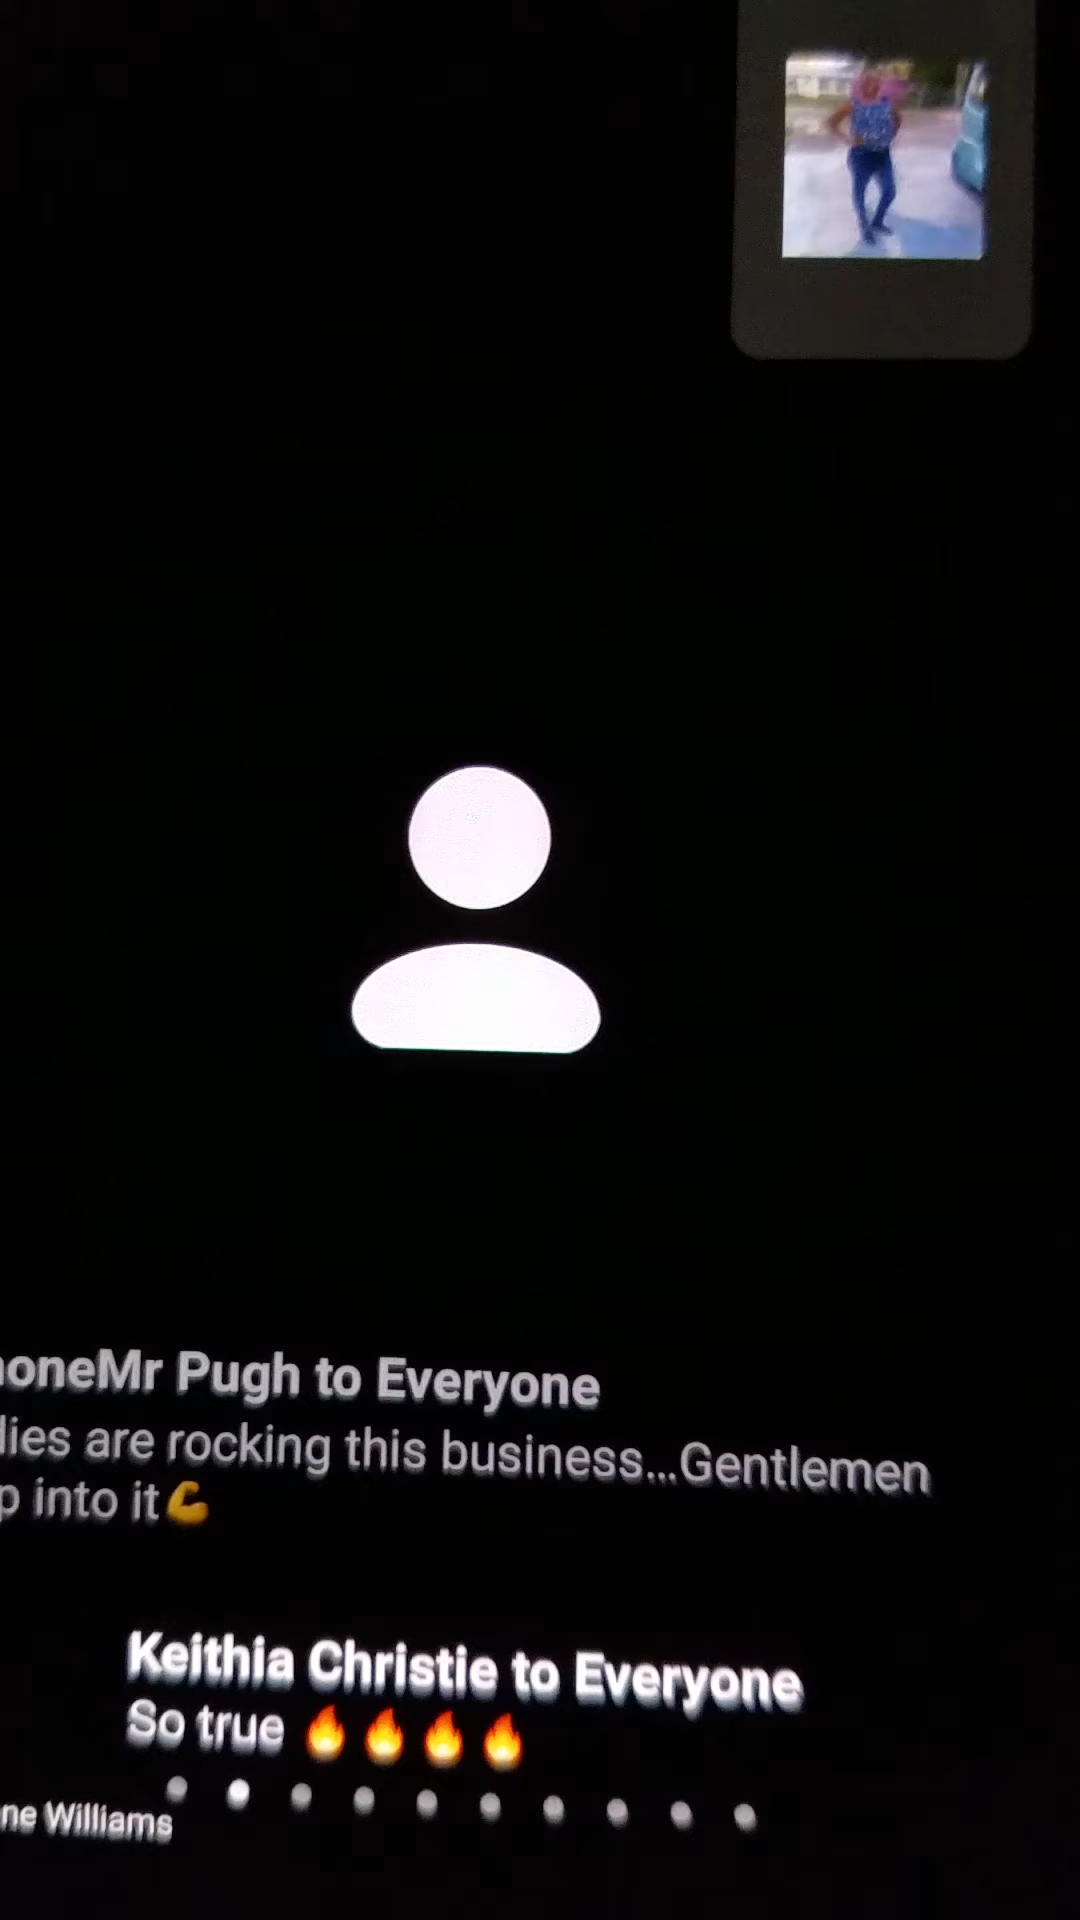 oneMr Pugh to Everyone
dies are rocking this business...Gentlemen
p into it💪
Keithia Christie to Everyone
So true 🔥🔥🔥🔥
ne Williams